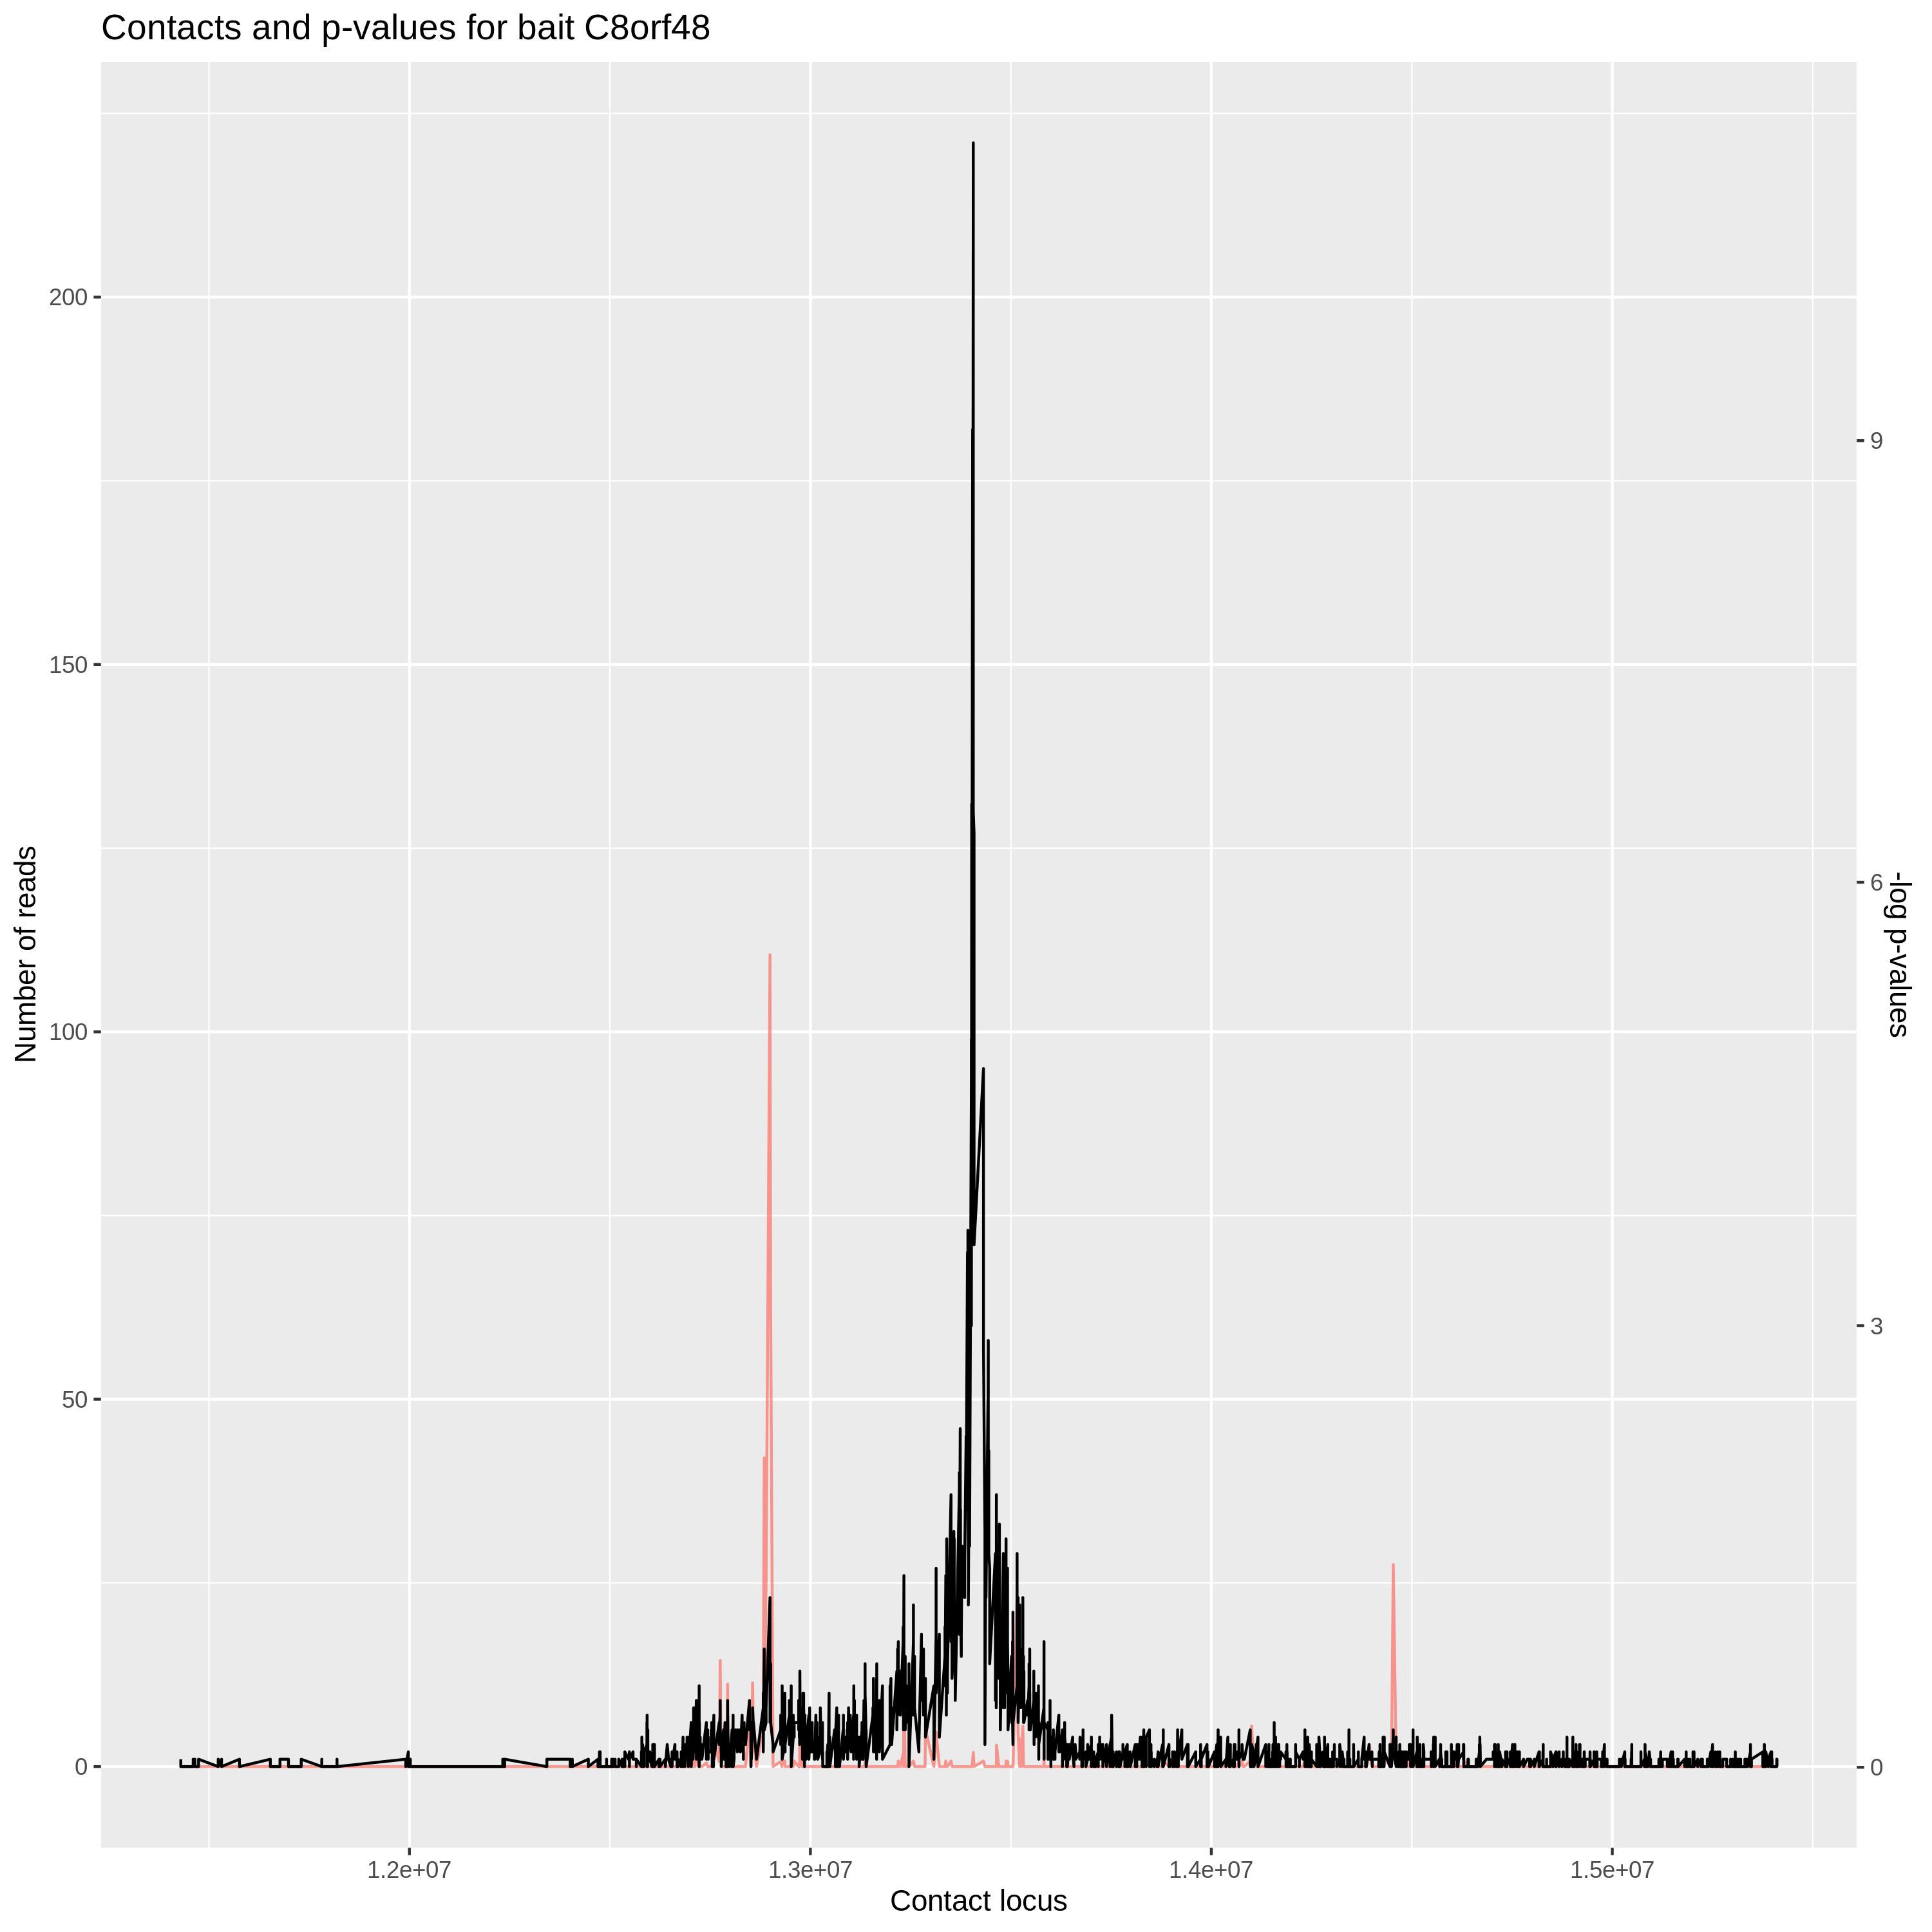 Contacts and p-values for bait C8orf48
Number of reads
200
150
100
50
0
9
6
3
0
-log p-values
1.2e+07
1.3e+07
1.4e+07
1.5e+07
Contact locus